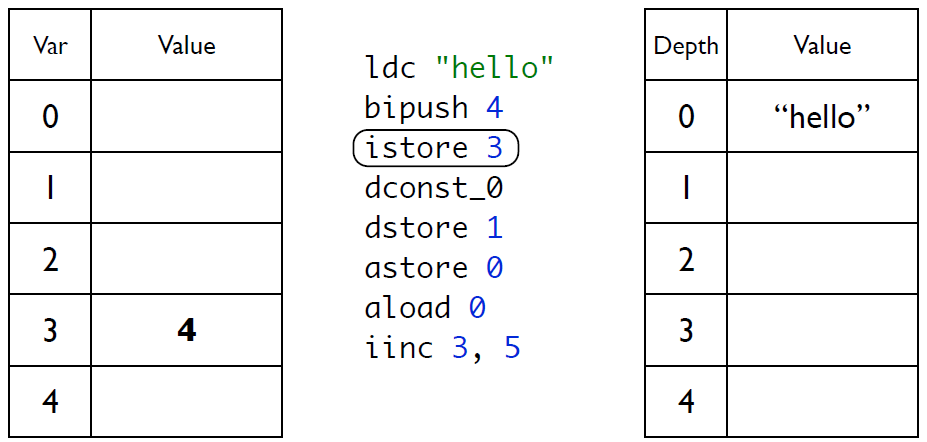 Var Value
0
1
2
3 4
4
ldc "hello"
bipush 4
istore 3
dconst_0
dstore 1
astore 0
aload 0
iinc 3, 5
Depth Value
0 “hello”
1
2
3
4